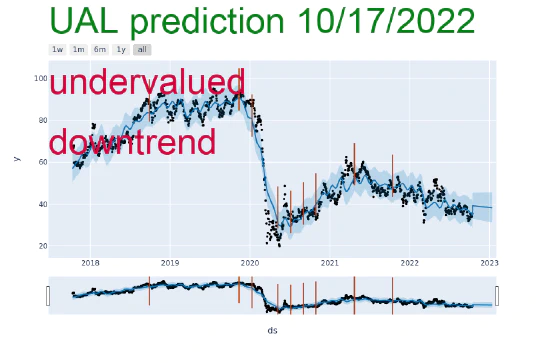 UAL prediction 10/17/2022
1w 1m 6m 1y all
undervalued
downtrend
100
80
60
40
20
y
2018 2019 2020 2021 2022 2023
ds